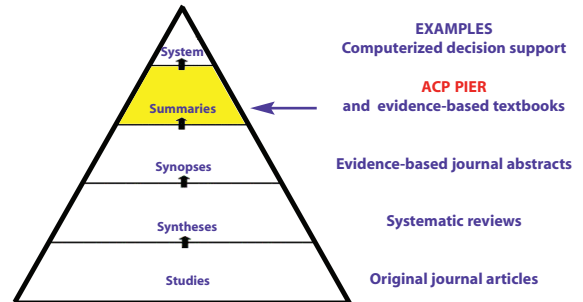 EXAMPLES
System
Computerized decision support
ACP PIER
Summaries
and evidence-based textbooks
Synopses
Evidence-based journal abstracts
Syntheses
Systematic reviews
Studies
Original journal articles